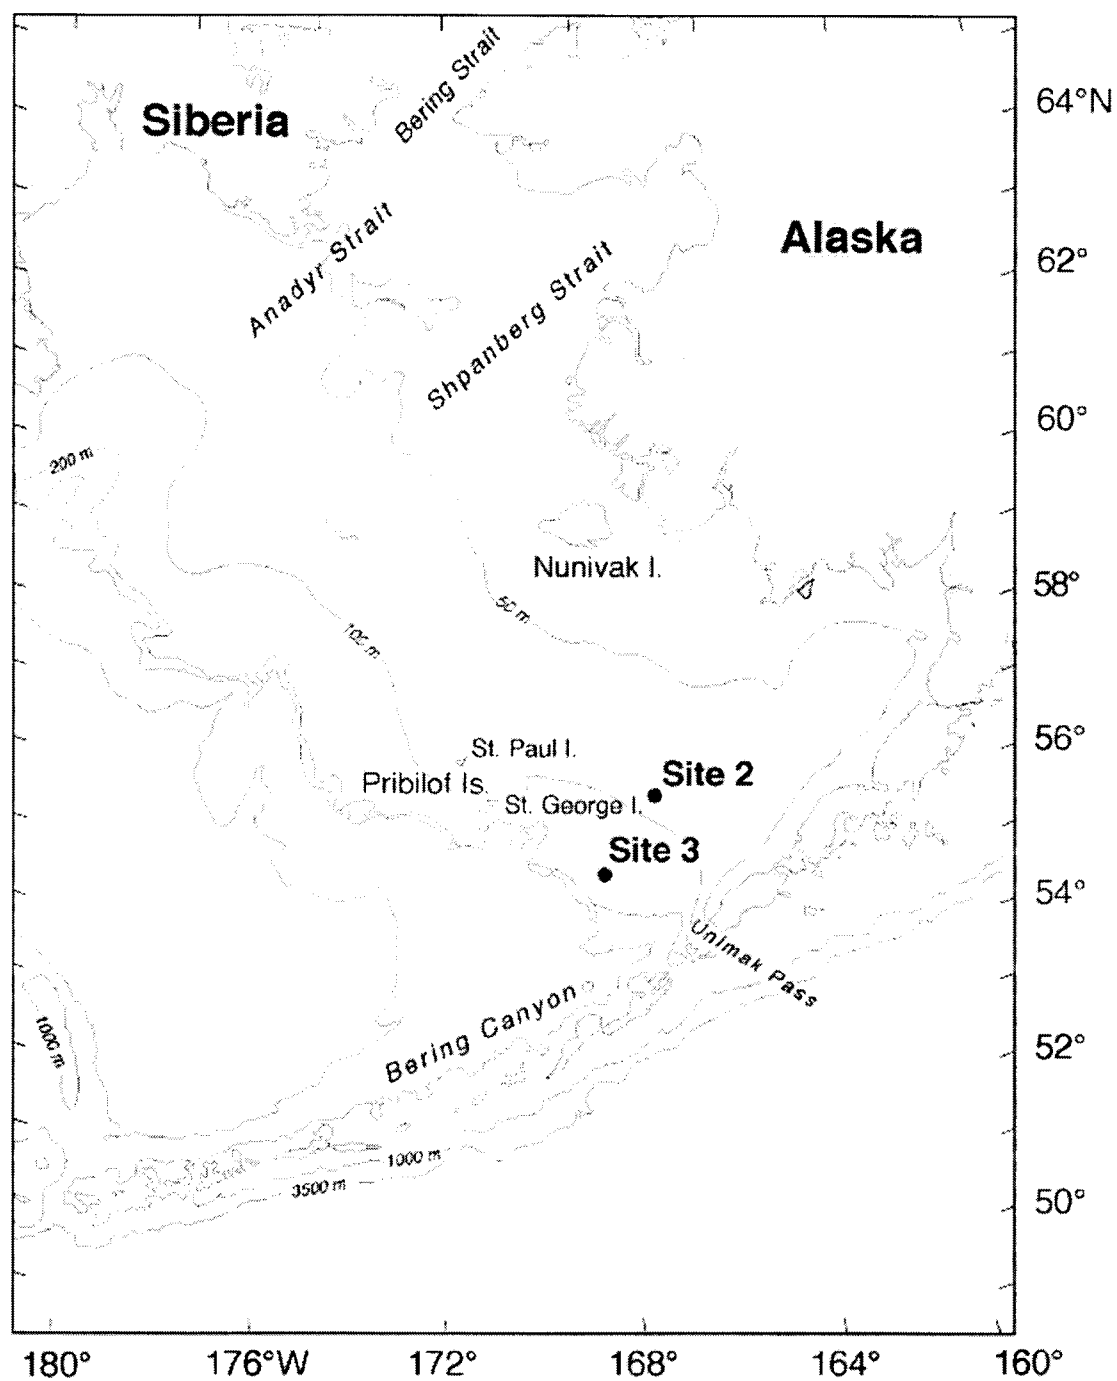 Bering Strait
Siberia
64°N
Anadyr Strait
Alaska
62°
Shpanberg Strait
60°
200 m
Nunivak I.
58°
50 m
100 m
56°
St. Paul I.
Pribilof Is.
Site 2
St. George I.
Site 3
54°
Unimak Pass
Bering Canyon
1000 m
52°
1000 m
3500 m
50°
180° 176°W 172° 168° 164° 160°